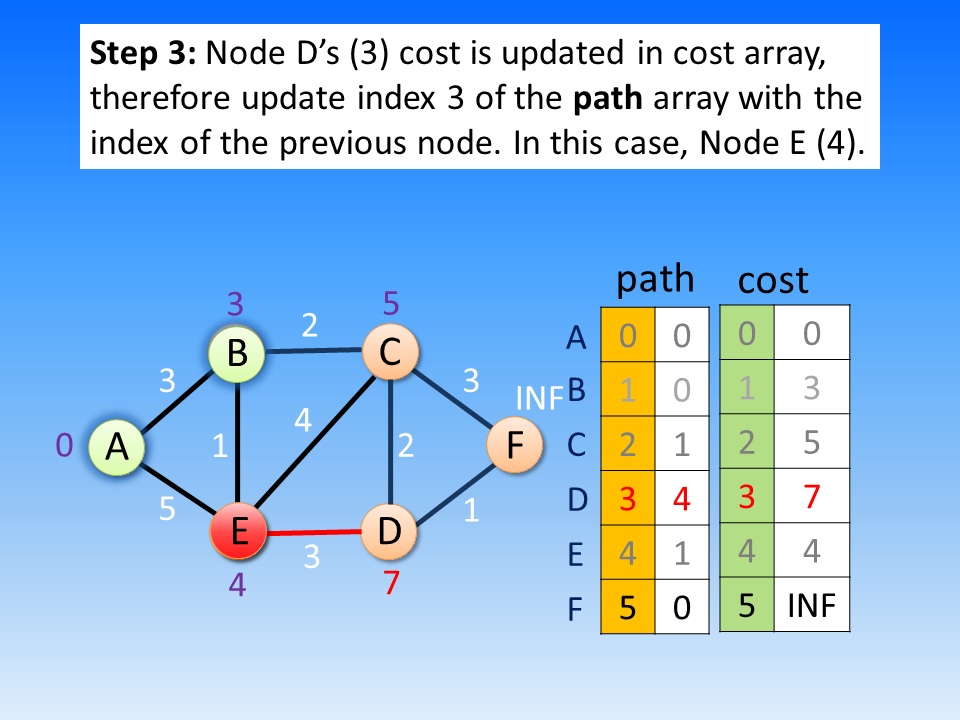 Step 3: Node D’s (3) cost is updated in cost array,
therefore update index 3 of the path array with the
index of the previous node. In this case, Node E (4).
path cost
3 5
2
B C
3 3
INF
4
0 A 1 2 F
5 1
E D
3
4 7
A 0 0 0 0
B 1 0 1 3
C 2 1 2 5
D 3 4 3 7
E 4 1 4 4
F 5 0 5 INF